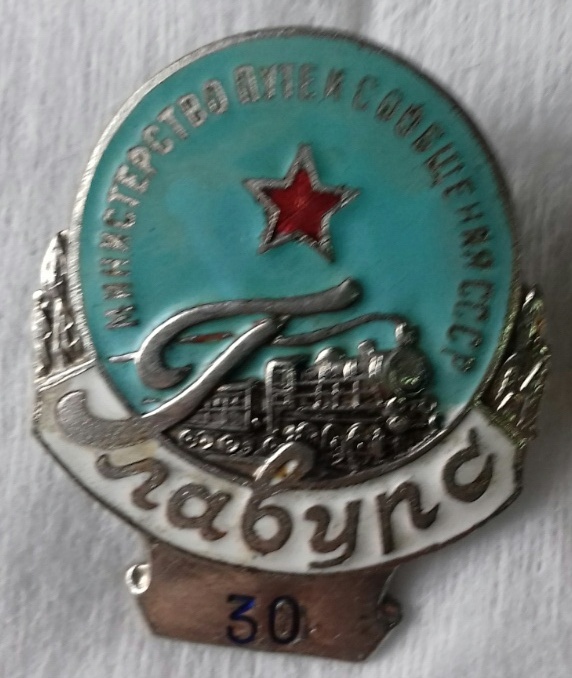 МИНИСТЕРСТВО ПУТЕЙ СООБЩЕНИЯ СССР
Главупс
30